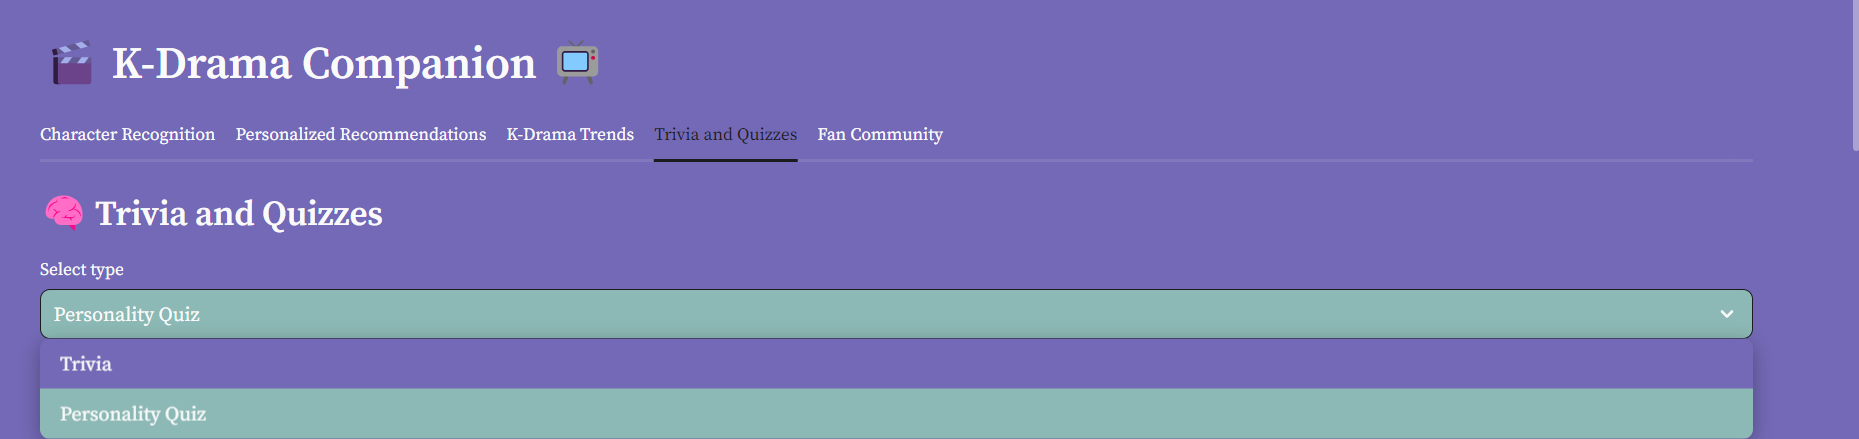 K-Drama Companion
Character Recognition Personalized Recommendations K-Drama Trends Trivia and Quizzes Fan Community
Trivia and Quizzes
Select type
Personality Quiz
Trivia
Personality Quiz